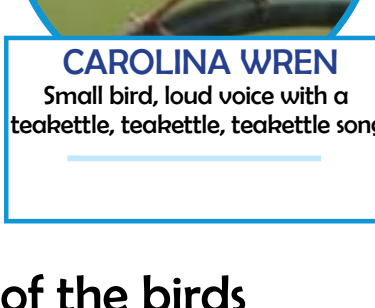 CAROLINA WREN
Small bird, loud voice with a
teakettle, teakettle, teakettle song
of the birds